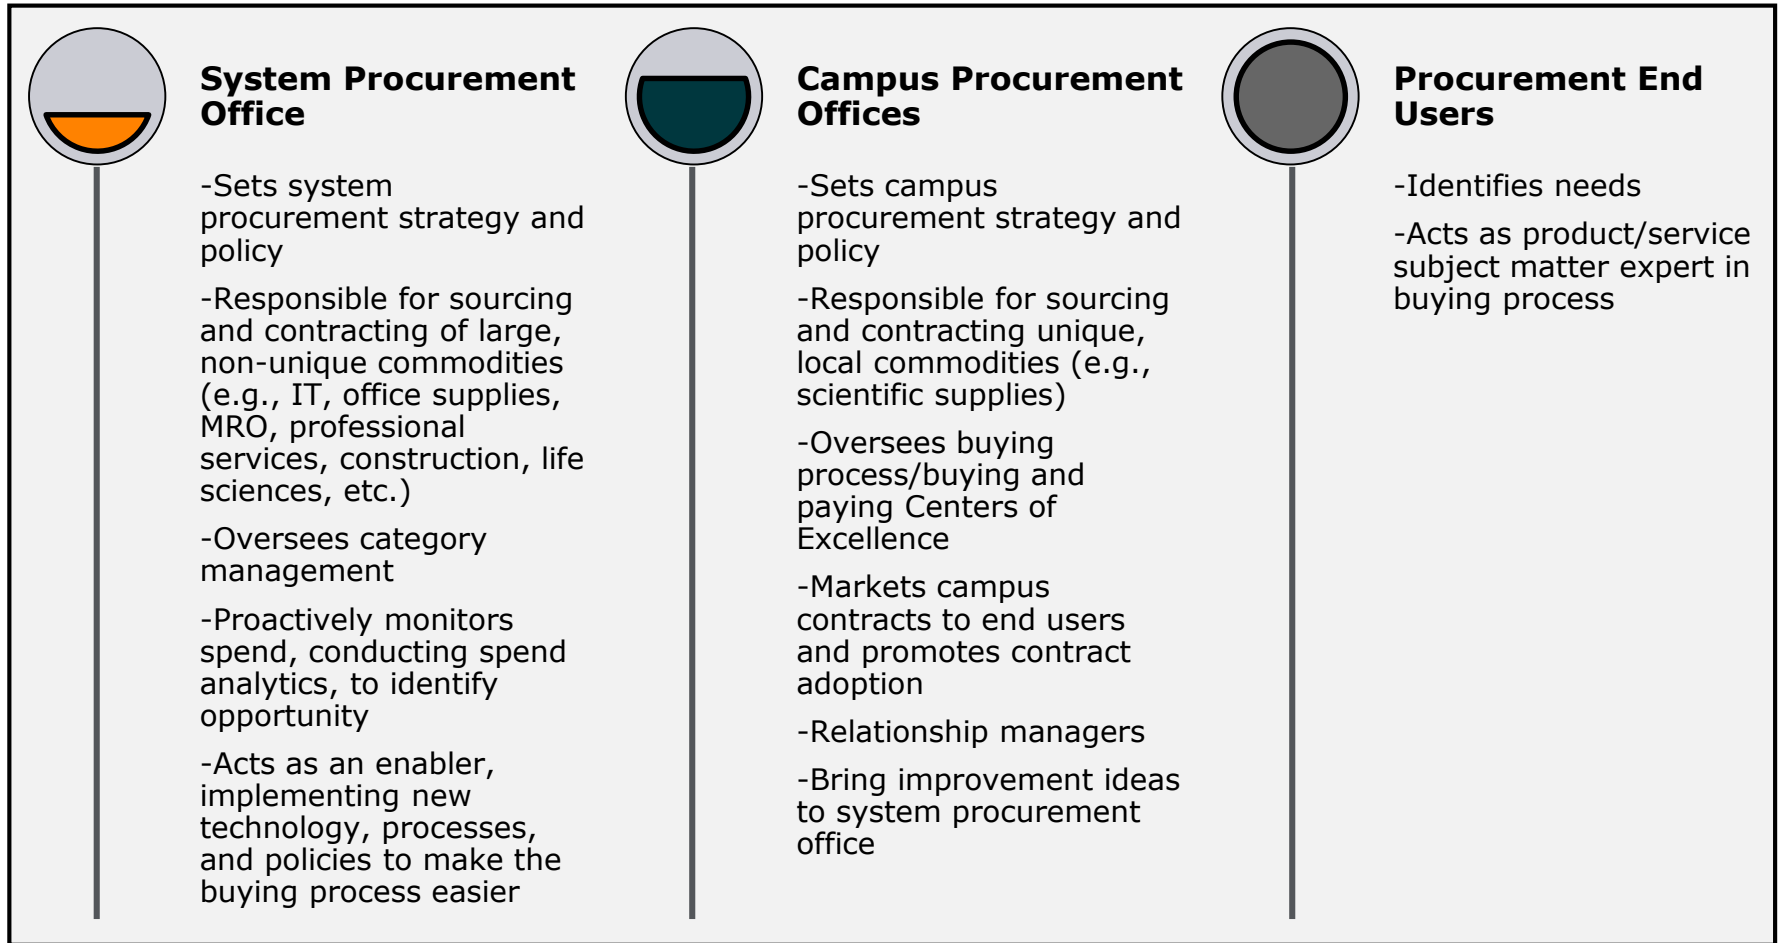 System Procurement
Office
-Sets system
procurement strategy and
policy
-Responsible for sourcing
and contracting of large,
non-unique commodities
(e.g., IT, office supplies,
MRO, professional
services, construction, life
sciences, etc.)
-Oversees category
management
-Proactively monitors
spend, conducting spend
analytics, to identify
opportunity
-Acts as an enabler,
implementing new
technology, processes,
and policies to make the
buying process easier
Campus Procurement
Offices
-Sets campus
procurement strategy and
policy
-Responsible for sourcing
and contracting unique,
local commodities (e.g.,
scientific supplies)
-Oversees buying
process/buying and
paying Centers of
Excellence
-Markets campus
contracts to end users
and promotes contract
adoption
-Relationship managers
-Bring improvement ideas
to system procurement
office
Procurement End
Users
-Identifies needs
-Acts as product/service
subject matter expert in
buying process